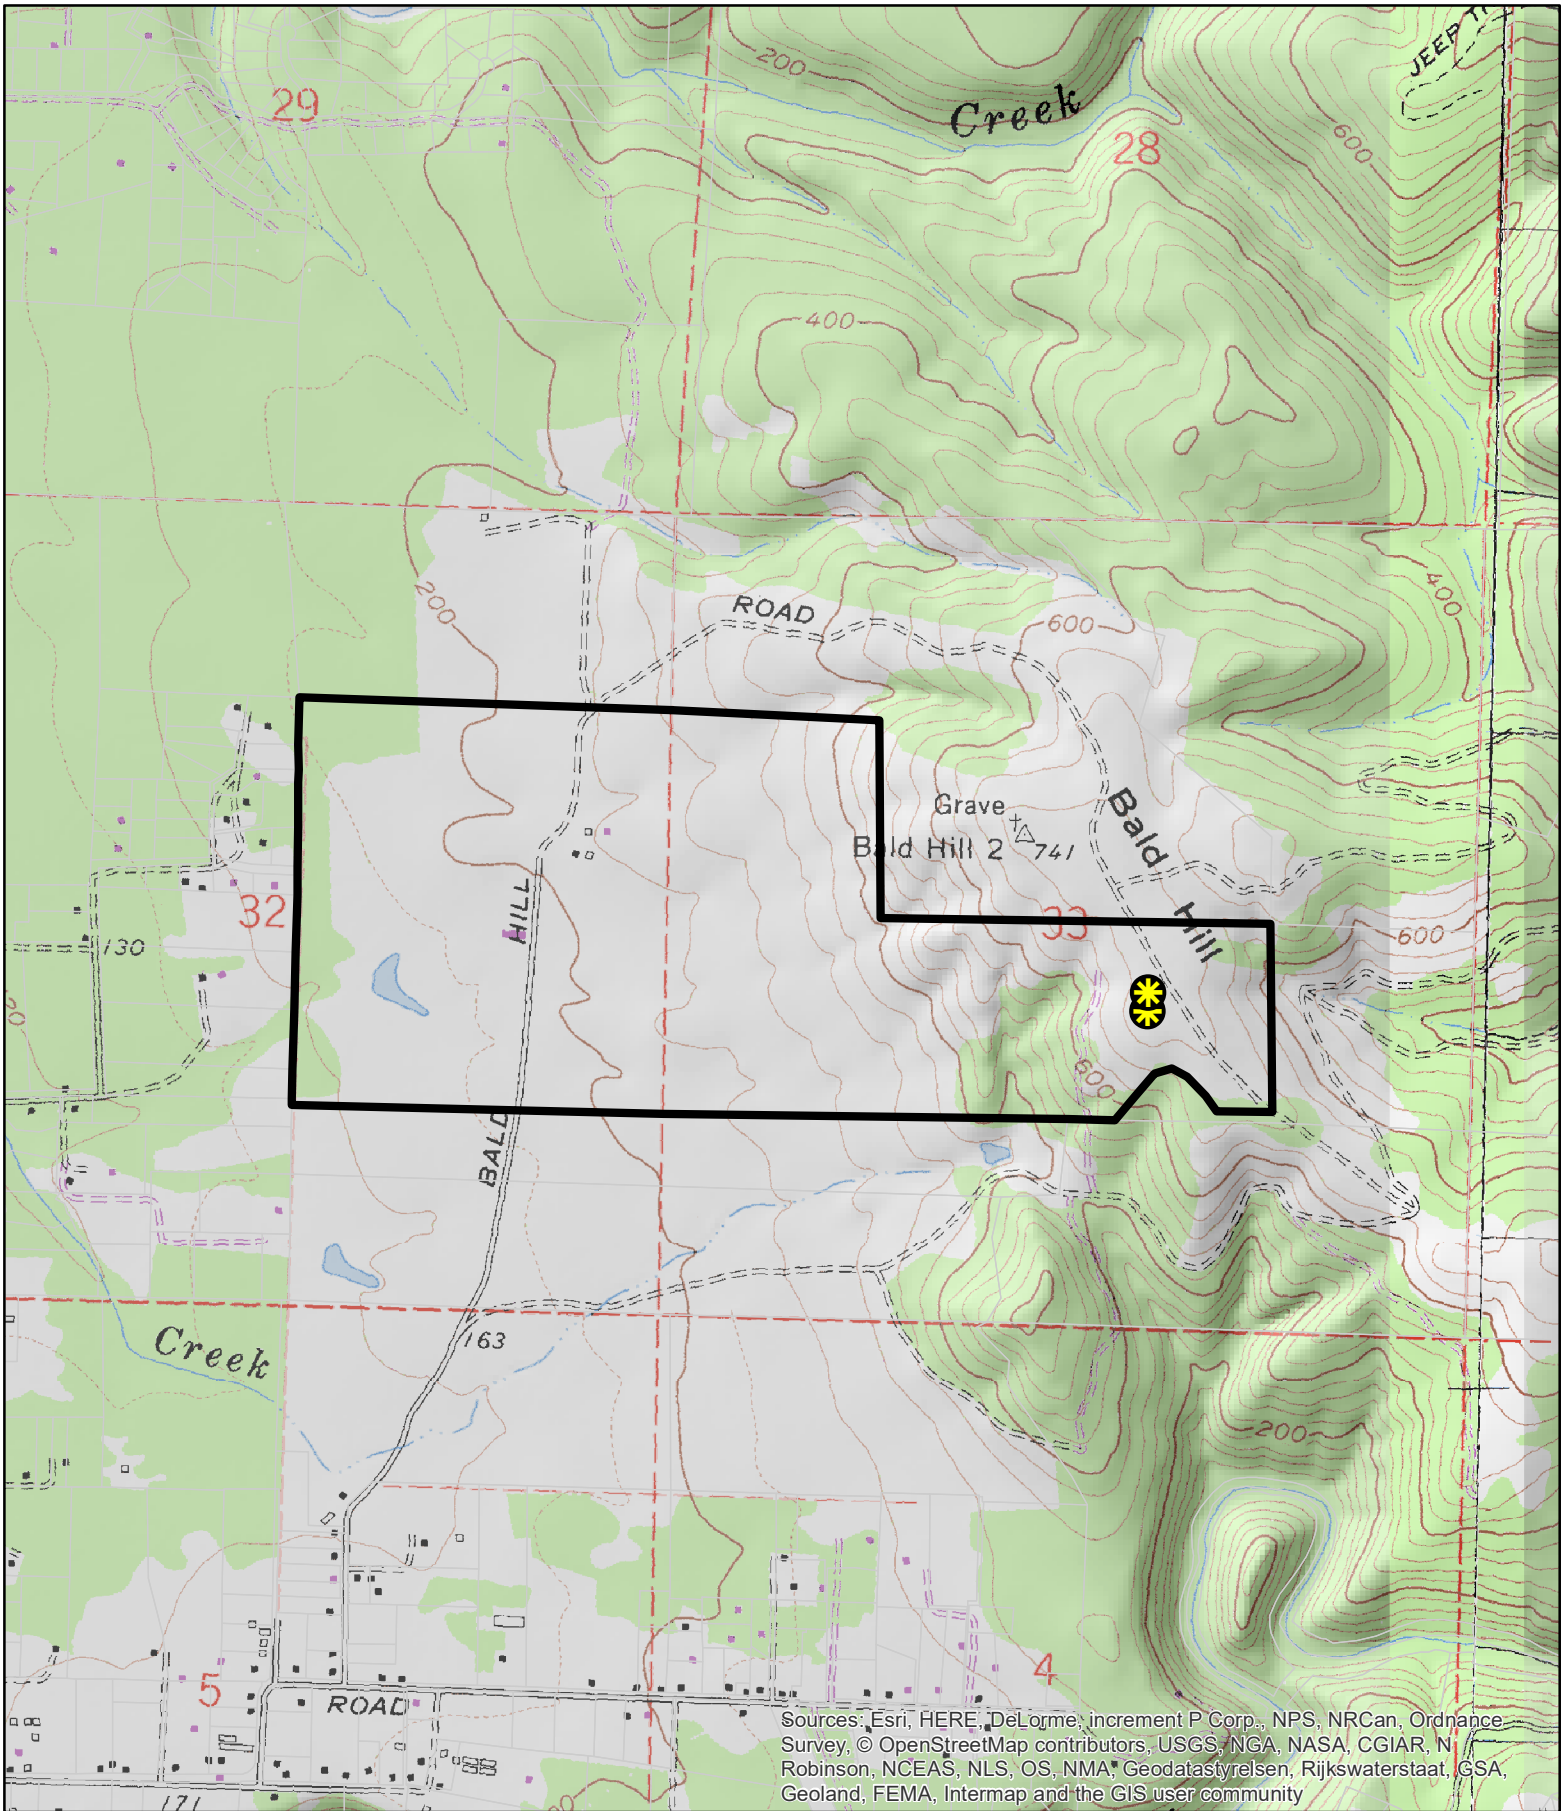 JEEP
200
Creek
29
28
600
400
200
ROAD
600
400
Grave
Bald Hill 2
741
Bald
Hill
HILL
32
33
130
600
600
BALD
163
Creek
200
5
4
ROAD
171
Sources: Esri, HERE, DeLorme, increment P Corp., NPS, NRCan, Ordnance
Survey, © OpenStreetMap contributors, USGS, NGA, NASA, CGIAR, N
Robinson, NCEAS, NLS, OS, NMA, Geodatastyrelsen, Rijkswaterstaat, GSA,
Geoland, FEMA, Intermap and the GIS user community